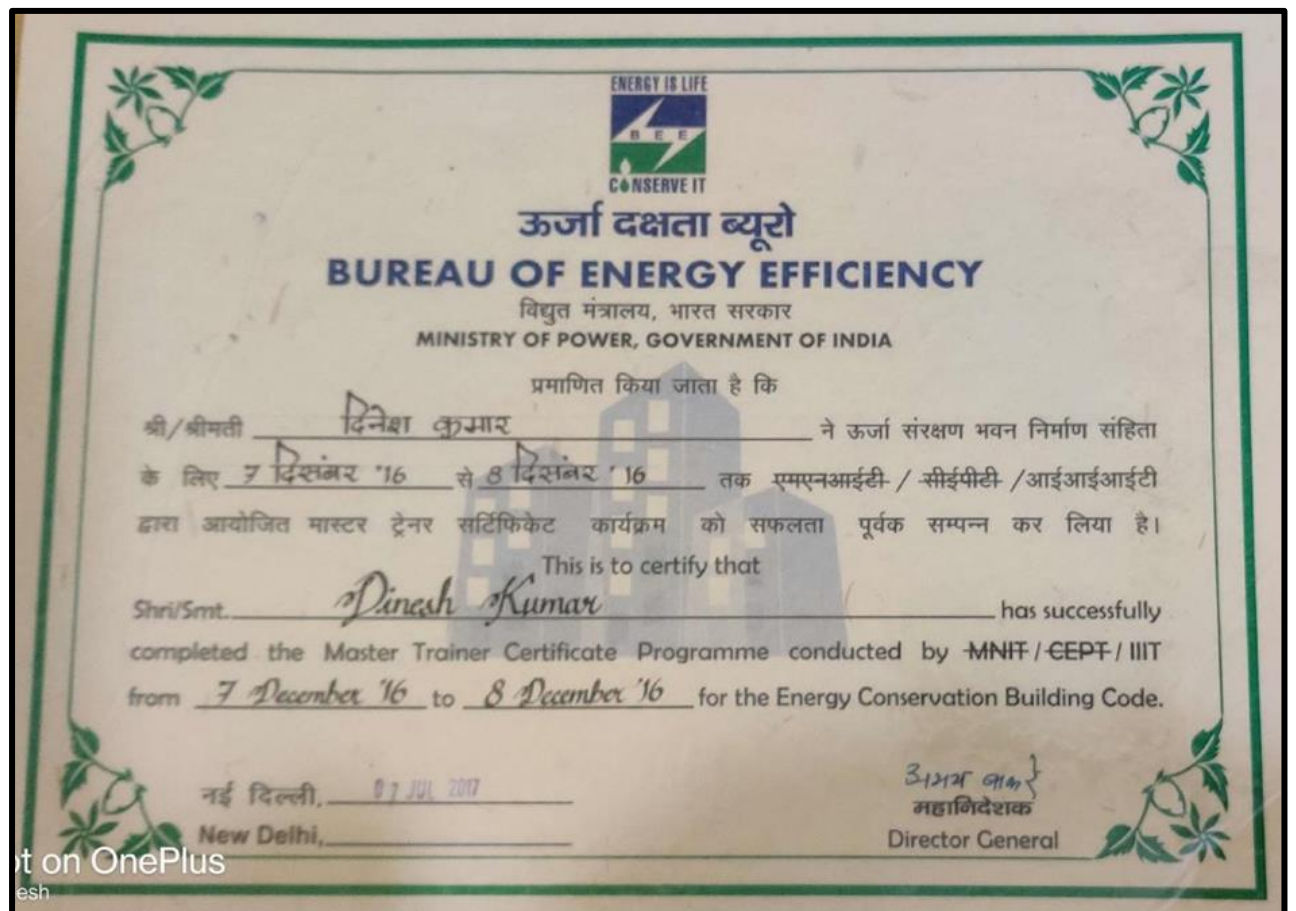 ENERGY IS LIFE
BEE
CONSERVE IT
ऊर्जा दक्षता ब्यूरो
BUREAU OF ENERGY EFFICIENCY
विद्युत मंत्रालय, भारत सरकार
MINISTRY OF POWER, GOVERNMENT OF INDIA
प्रमाणित किया जाता है कि
श्री/श्रीमती दिनेश कुमार ने ऊर्जा संरक्षण भवन निर्माण संहिता
के लिए 7 दिसंबर '16 से 8 दिसंबर '16 तक एमएनआईटी / सीईपीटी /आईआईआईटी
द्वारा आयोजित मास्टर ट्रेनर सर्टिफिकेट कार्यक्रम को सफलता पूर्वक सम्पन्न कर लिया है।
This is to certify that
Shri/Smt. Dinesh Kumar has successfully
completed the Master Trainer Certificate Programme conducted by MNIT / CEPT / IIIT
from 7 December '16 to 8 December '16 for the Energy Conservation Building Code.
नई दिल्ली, 07 JUL 2017
New Delhi,
अभय बाकरे
महानिदेशक
Director General
ot on OnePlus
esh